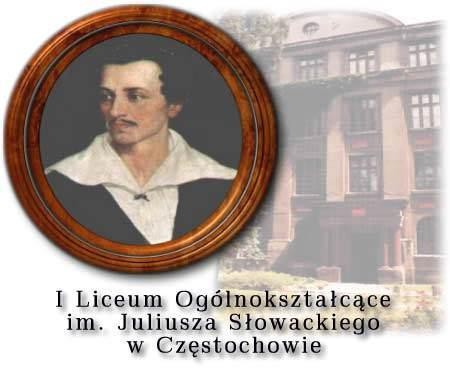 I Liceum Ogólnokształcące
im. Juliusza Słowackiego
w Częstochowie